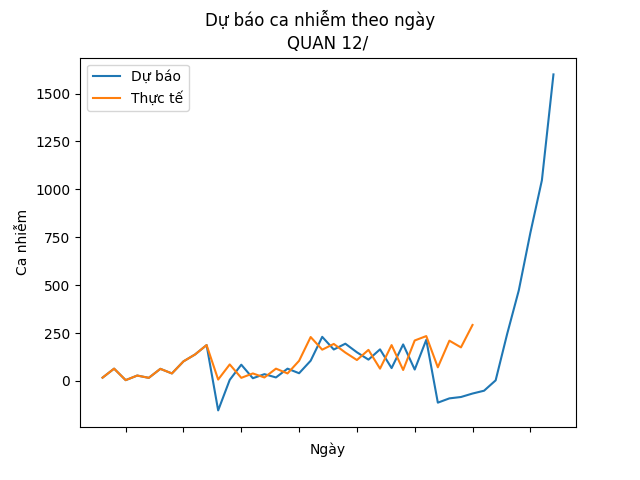 Dự báo ca nhiễm theo ngày
QUAN 12/
Dự báo
Thực tế
1500
1250
1000
750
500
250
0
Ca nhiễm
Ngày